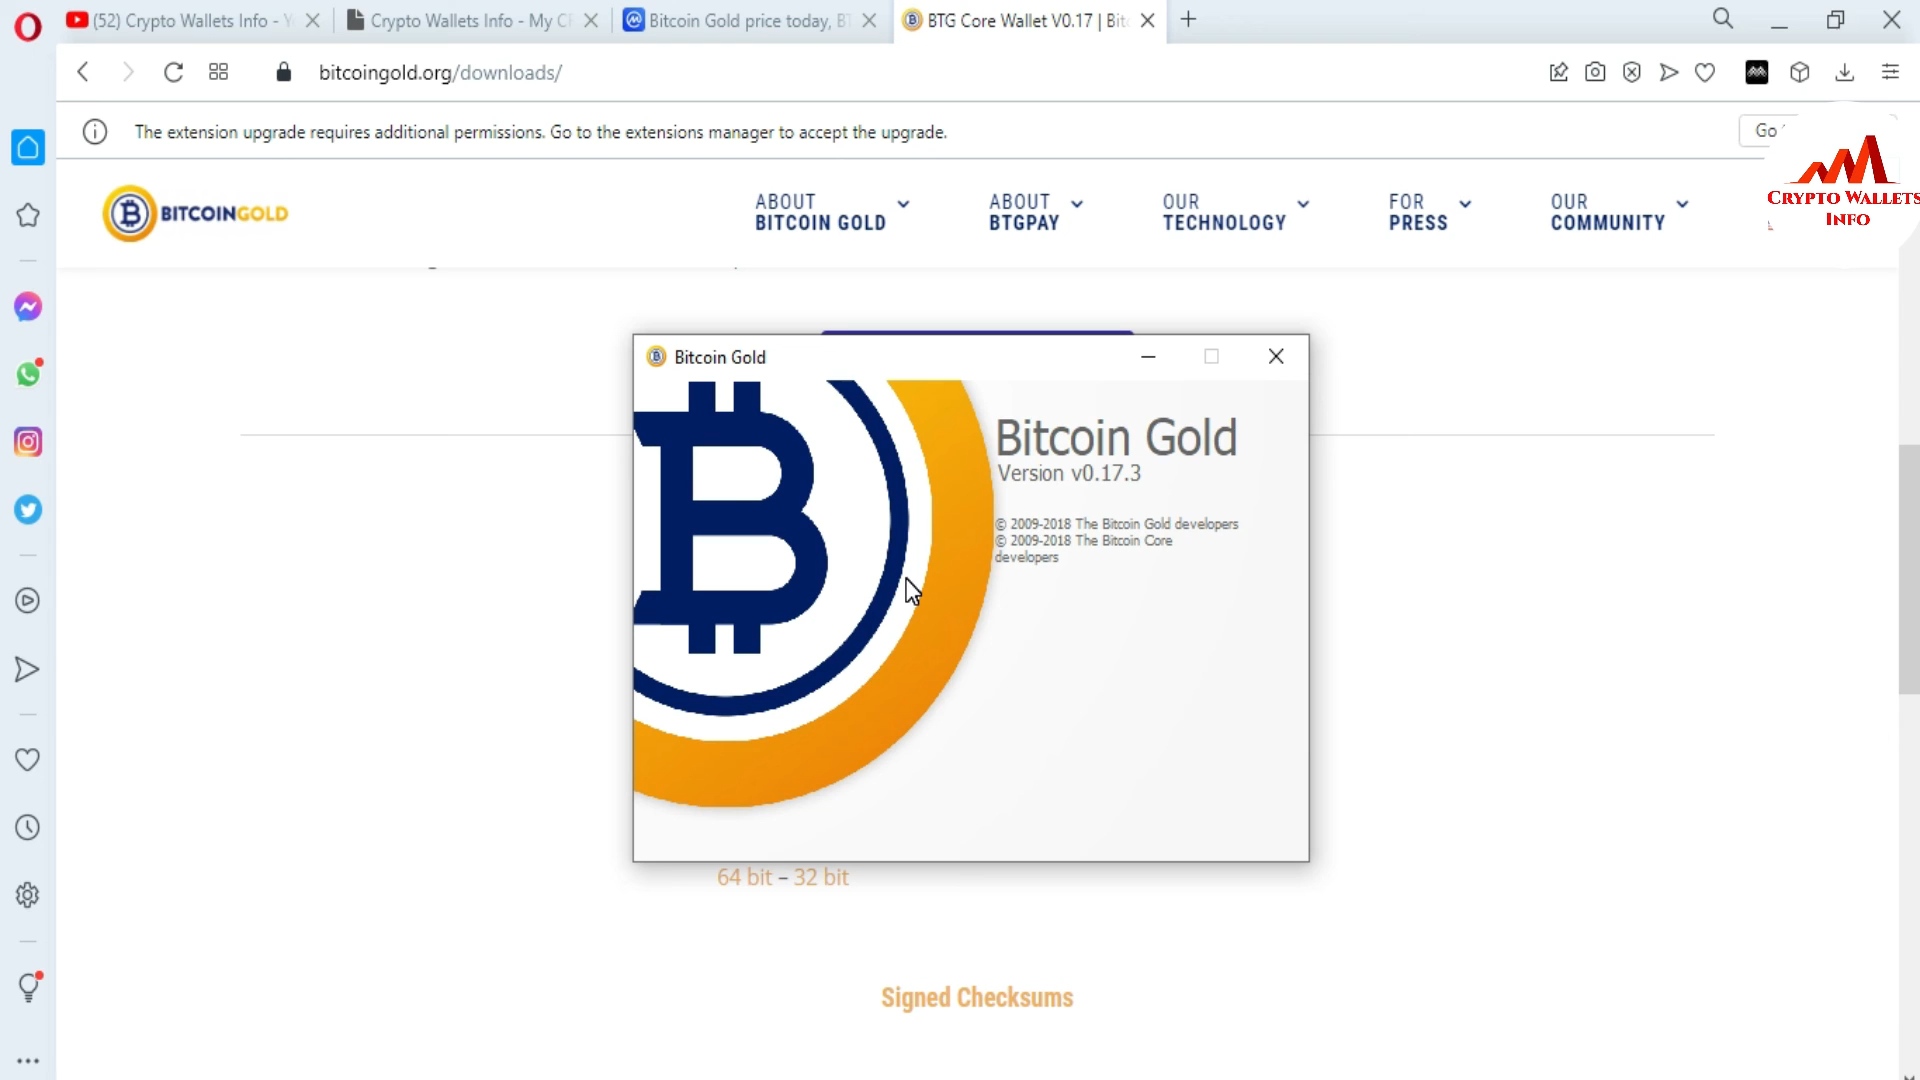 (52) Crypto Wallets Info - Y
Crypto Wallets Info - My C
Bitcoin Gold price today, B
BTG Core Wallet V0.17 | Bit
bitcoingold.org/downloads/
The extension upgrade requires additional permissions. Go to the extensions manager to accept the upgrade.
Go
CRYPTO WALLETS
INFO
BITCOINGOLD
ABOUT
BITCOIN GOLD
ABOUT
BTGPAY
OUR
TECHNOLOGY
FOR
PRESS
OUR
COMMUNITY
Bitcoin Gold
Bitcoin Gold
Version v0.17.3
© 2009-2018 The Bitcoin Gold developers
© 2009-2018 The Bitcoin Core
developers
64 bit – 32 bit
Signed Checksums